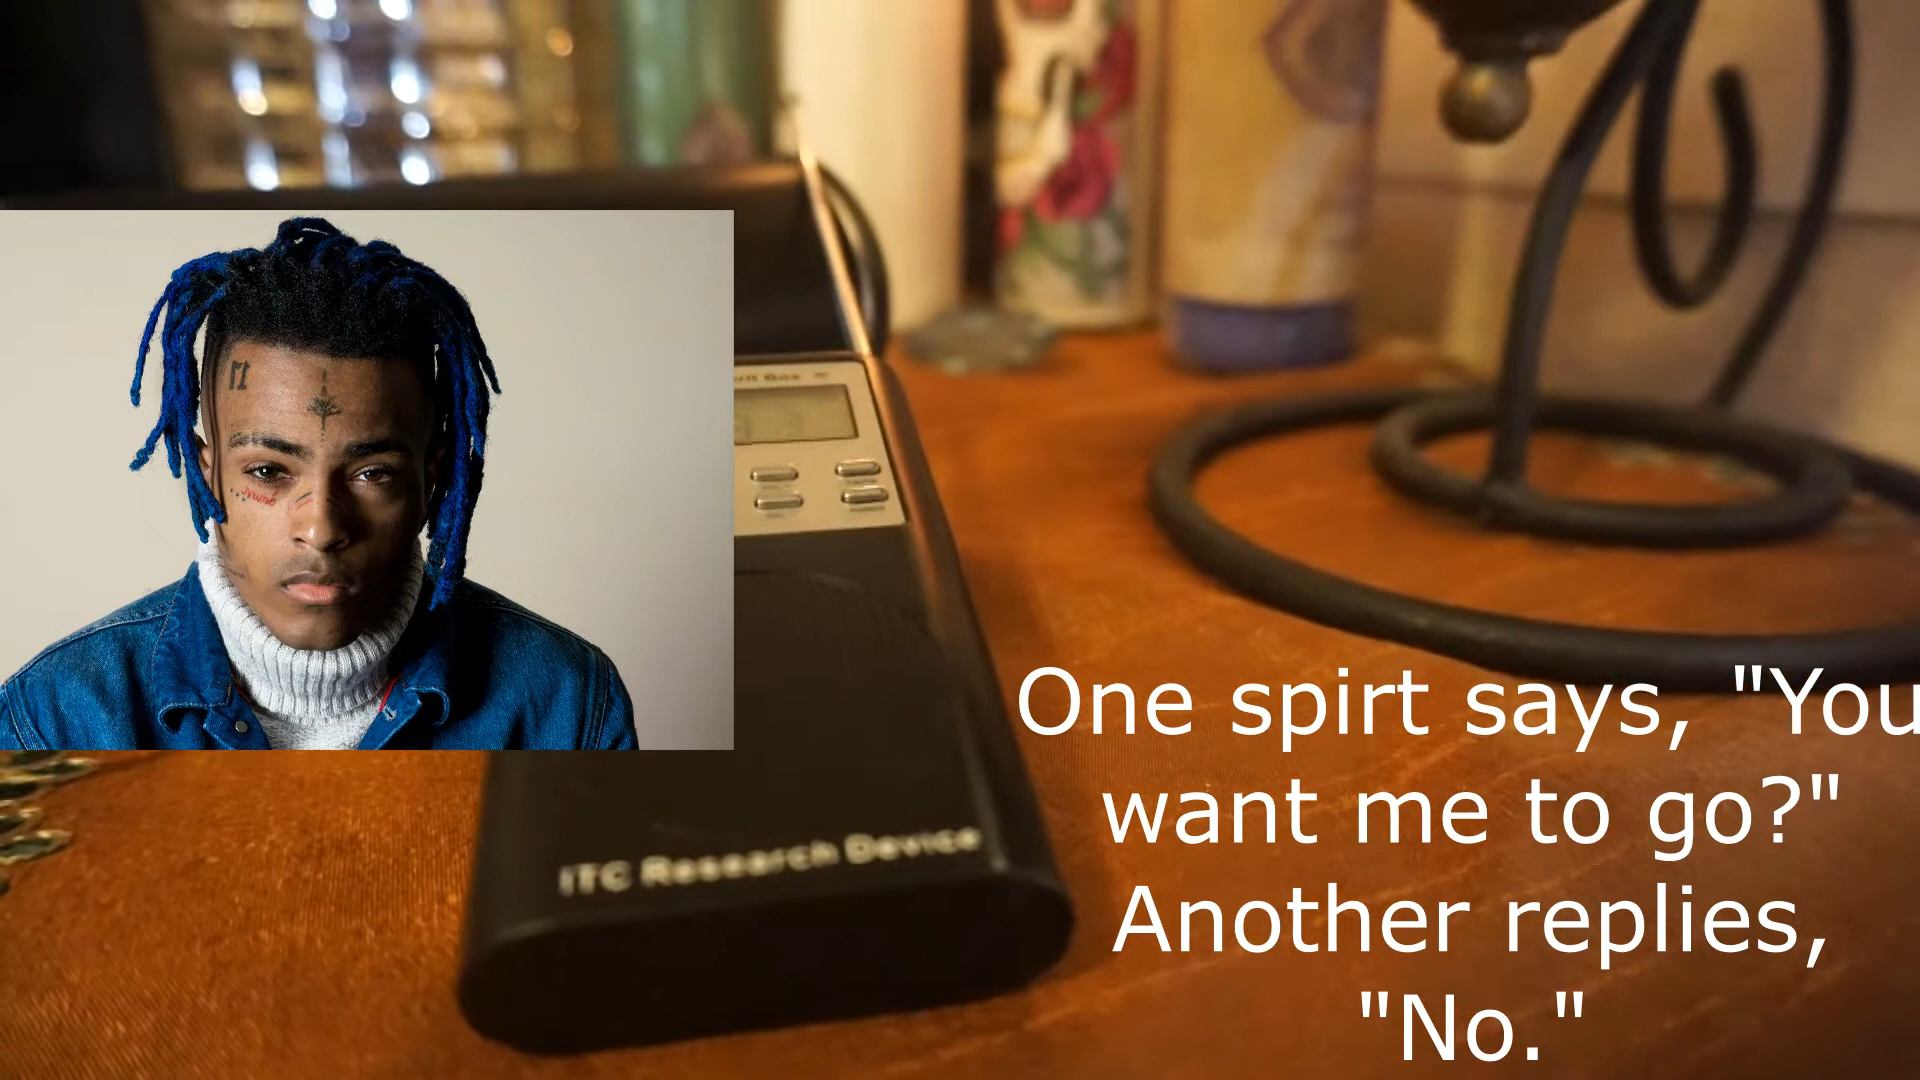 ITC Research Device
One spirt says, "You
want me to go?"
Another replies,
"No."